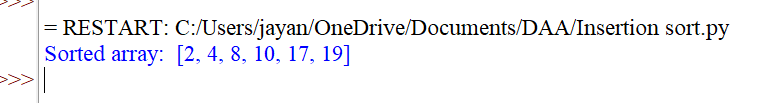 >>>
= RESTART: C:/Users/jayan/OneDrive/Documents/DAA/Insertion sort.py
Sorted array:  [2, 4, 8, 10, 17, 19]
>>>